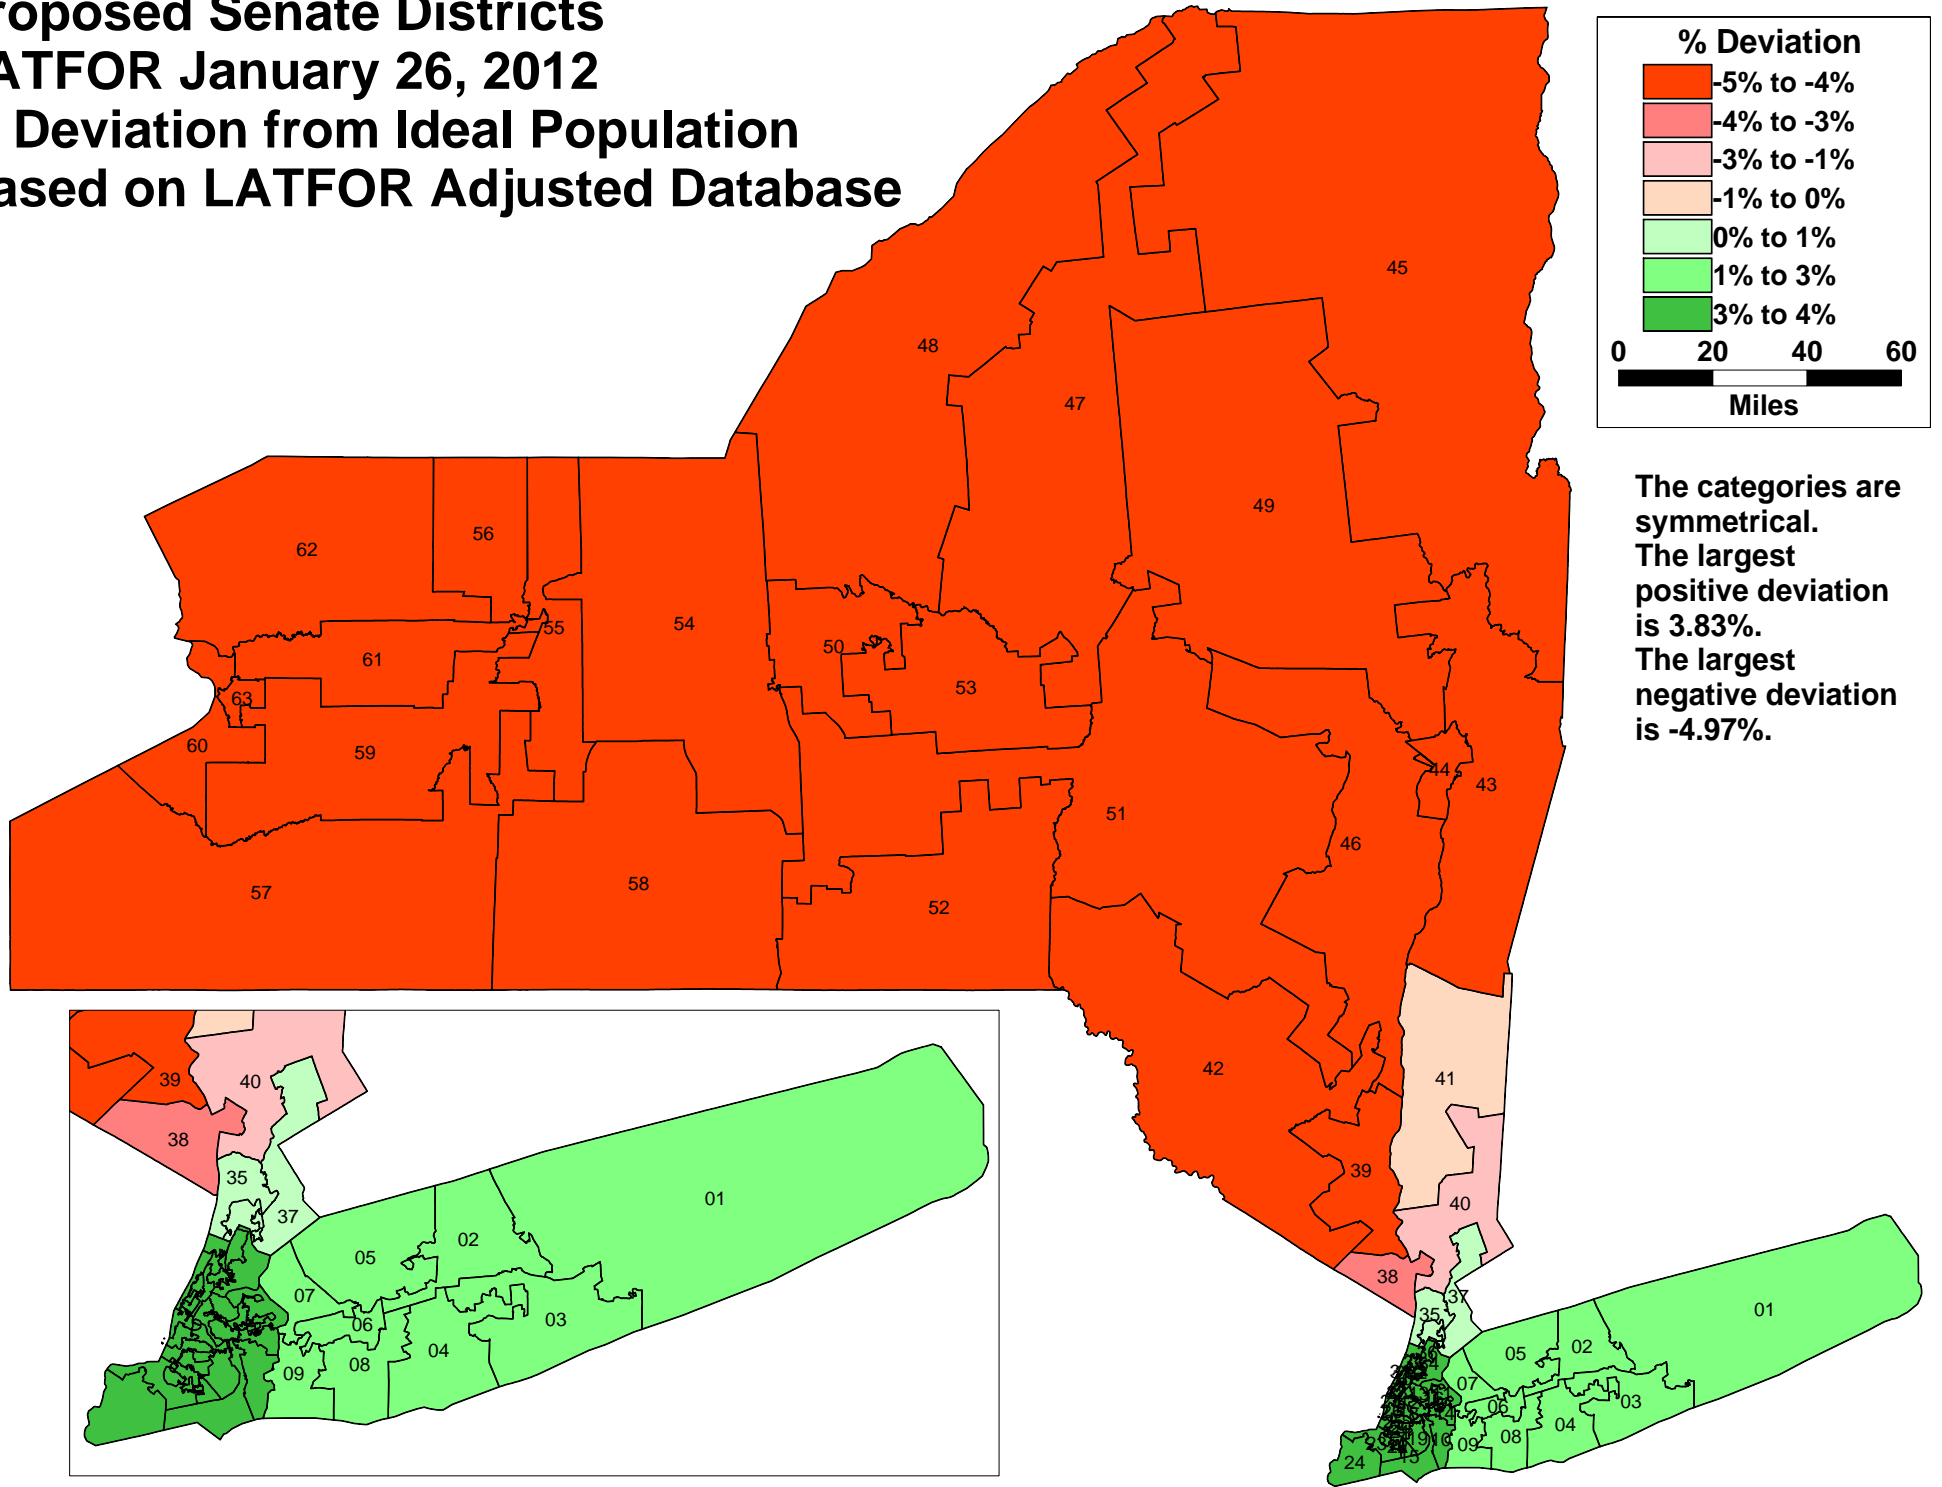 roposed Senate Districts
ATFOR January 26, 2012
Deviation from Ideal Population
ased on LATFOR Adjusted Database
% Deviation
-5% to -4%
-4% to -3%
-3% to -1%
-1% to 0%
0% to 1%
1% to 3%
3% to 4%
0 20 40 60
Miles
The categories are
symmetrical.
The largest
positive deviation
is 3.83%.
The largest
negative deviation
is -4.97%.
45
48
47
49
62
56
55
54
50
61
53
63
60
59
44
43
51
46
57
58
52
42
41
39
40
38
37
35
01
02
05
07
06
03
04
08
09
24
15
19
10
39
40
38
35
37
01
02
05
07
06
03
04
08
09